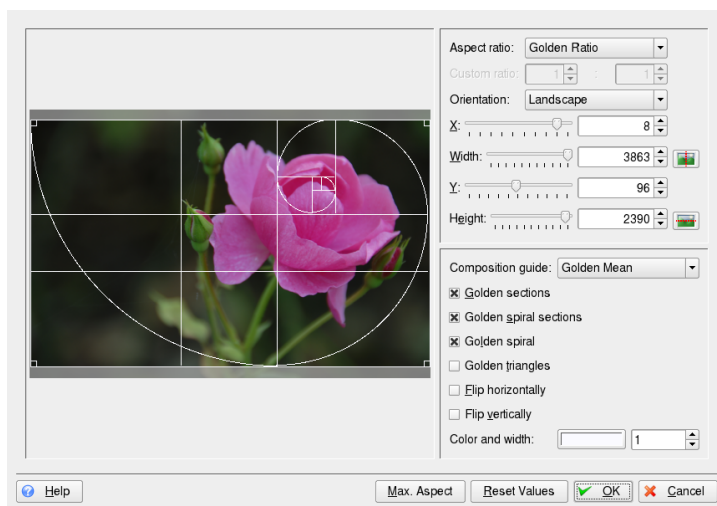 Aspect ratio: Golden Ratio
Custom ratio: 1 : 1
Orientation: Landscape
X: 8
Width: 3863
Y: 96
Height: 2390
Composition guide: Golden Mean
Golden sections
Golden spiral sections
Golden spiral
Golden triangles
Flip horizontally
Flip vertically
Color and width: 1
Help Max. Aspect Reset Values OK Cancel